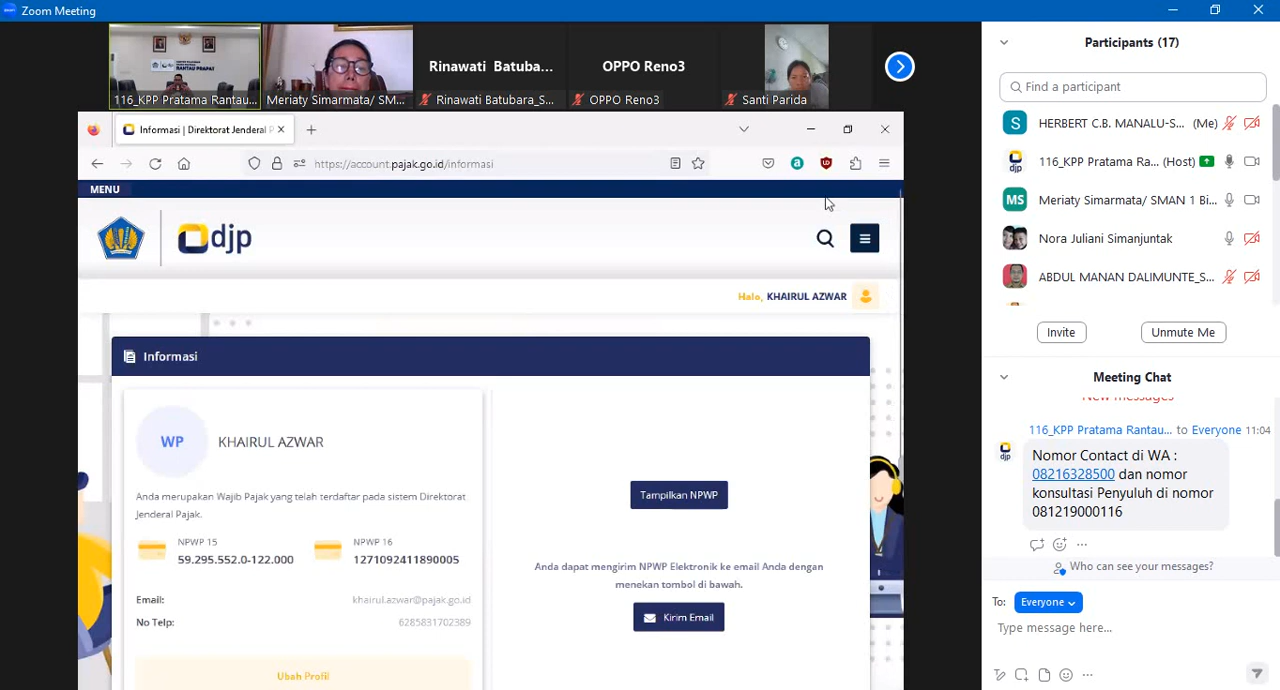 Zoom Meeting
RANTAU PRAPAT
116_KPP Pratama Rantau...
Meriaty Simarmata/ SM...
Rinawati Batuba...
Rinawati Batubara_S...
OPPO Reno3
OPPO Reno3
Santi Parida
Informasi | Direktorat Jenderal P
https://account.pajak.go.id/informasi
MENU
djp
Halo, KHAIRUL AZWAR
Informasi
WP
KHAIRUL AZWAR
Anda merupakan Wajib Pajak yang telah terdaftar pada sistem Direktorat
Jenderal Pajak.
NPWP 15
59.295.552.0-122.000
NPWP 16
1271092411890005
Email:
khairul.azwar@pajak.go.id
No Telp:
6285831702389
Ubah Profil
Tampilkan NPWP
Anda dapat mengirim NPWP Elektronik ke email Anda dengan
menekan tombol di bawah.
Kirim Email
Participants (17)
Find a participant
S
HERBERT C.B. MANALU-S... (Me)
djp
116_KPP Pratama Ra... (Host)
MS
Meriaty Simarmata/ SMAN 1 Bi...
Nora Juliani Simanjuntak
ABDUL MANAN DALIMUNTE_S...
Invite
Unmute Me
Meeting Chat
New messages
116_KPP Pratama Rantau... to Everyone 11:04
djp
Nomor Contact di WA :
08216328500 dan nomor
konsultasi Penyuluh di nomor
081219000116
Who can see your messages?
To: Everyone
Type message here...